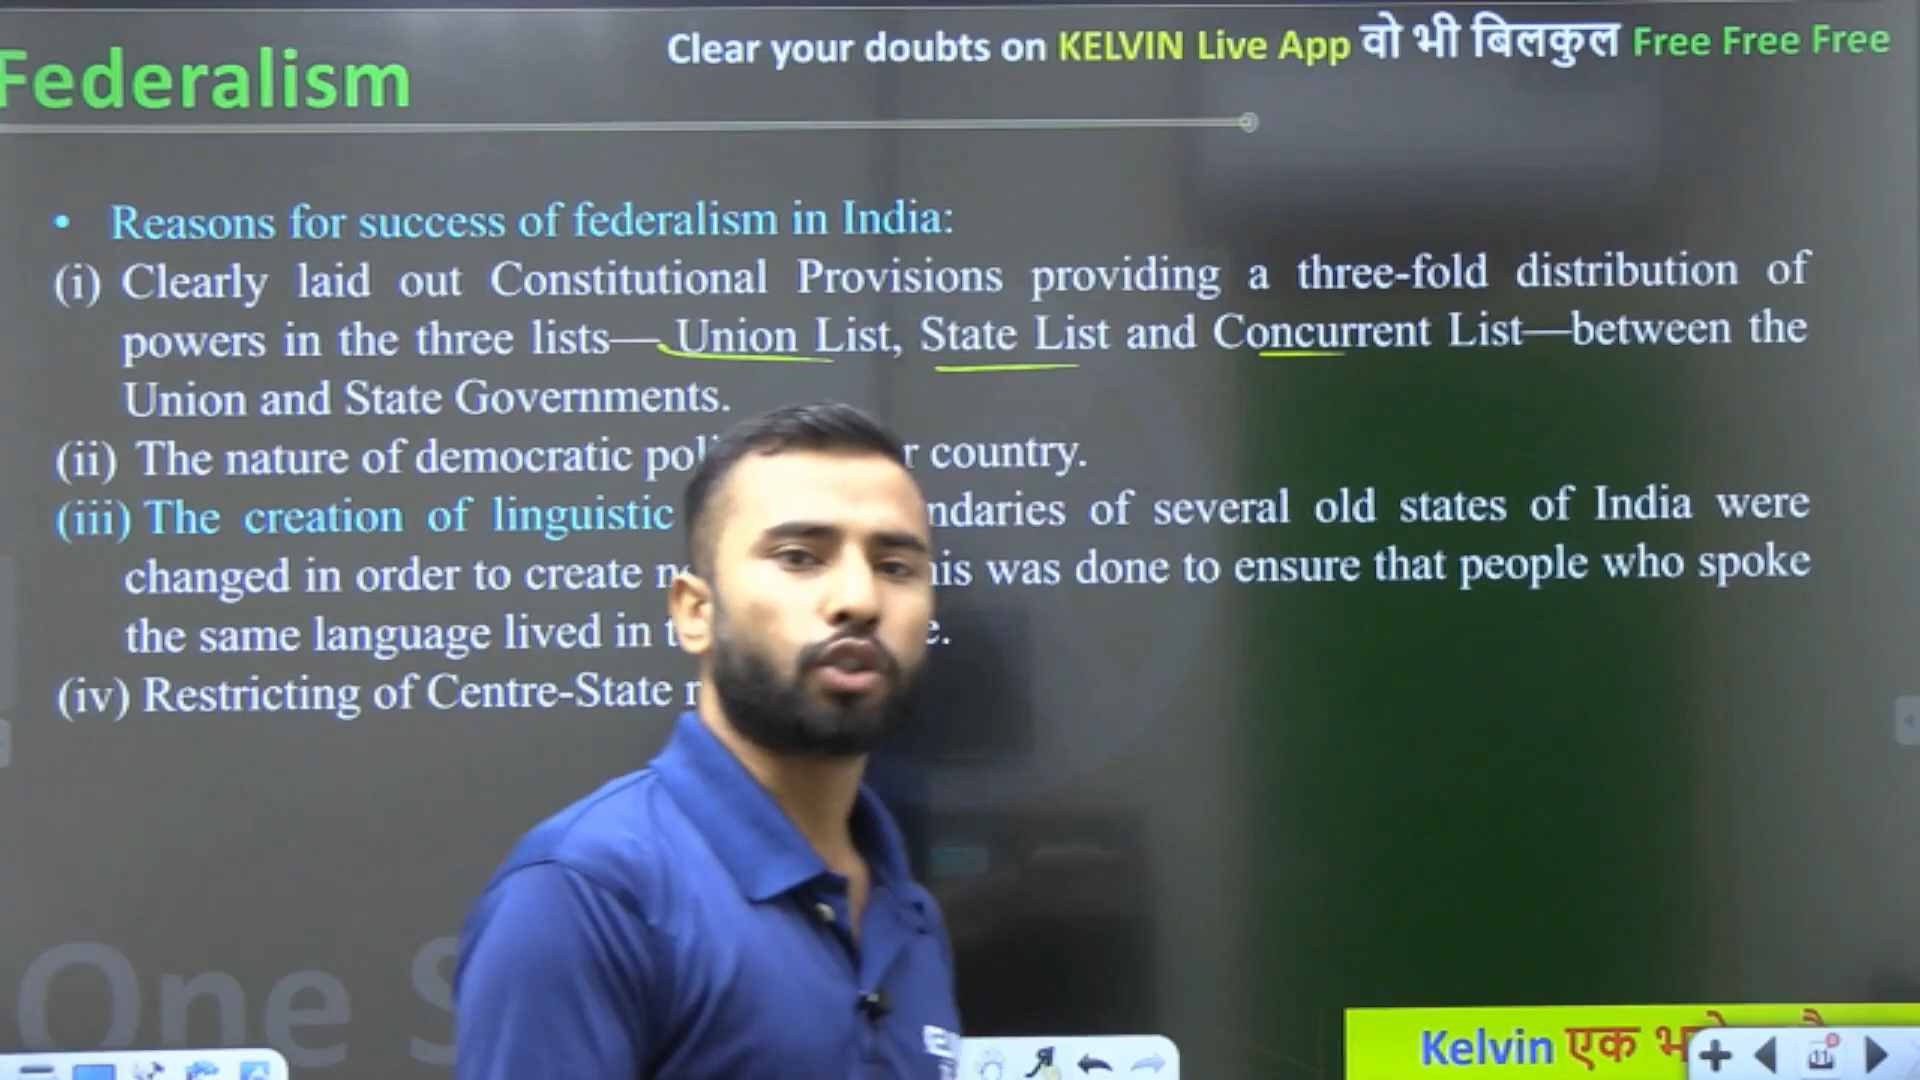 Clear your doubts on KELVIN Live App वो भी बिलकुल Free Free Free
Federalism
• Reasons for success of federalism in India:
(i) Clearly laid out Constitutional Provisions providing a three-fold distribution of
powers in the three lists—Union List, State List and Concurrent List—between the
Union and State Governments.
(ii) The nature of democratic country.
(iii) The creation of linguistic of several old states of India were
changed in order to create was done to ensure that people who spoke
the same language lived in
(iv) Restricting of Centre-State
One
Kelvin एक